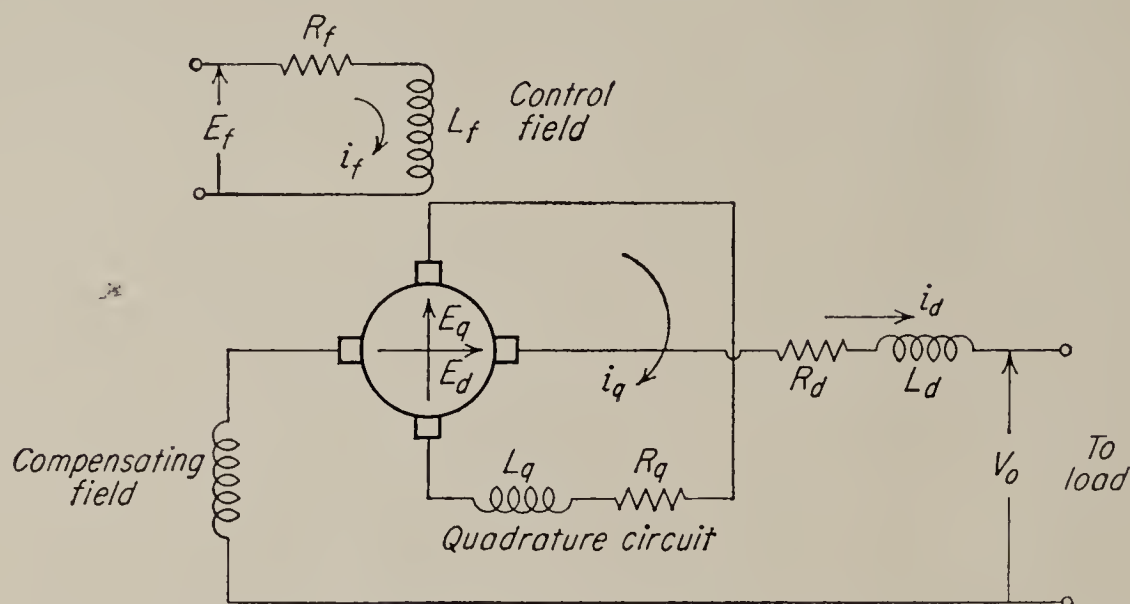 R_f
E_f
i_f
L_f
Control
field
E_q
E_d
i_q
i_d
R_d
L_d
Compensating
field
L_q
R_q
Quadrature circuit
V_o
To
load